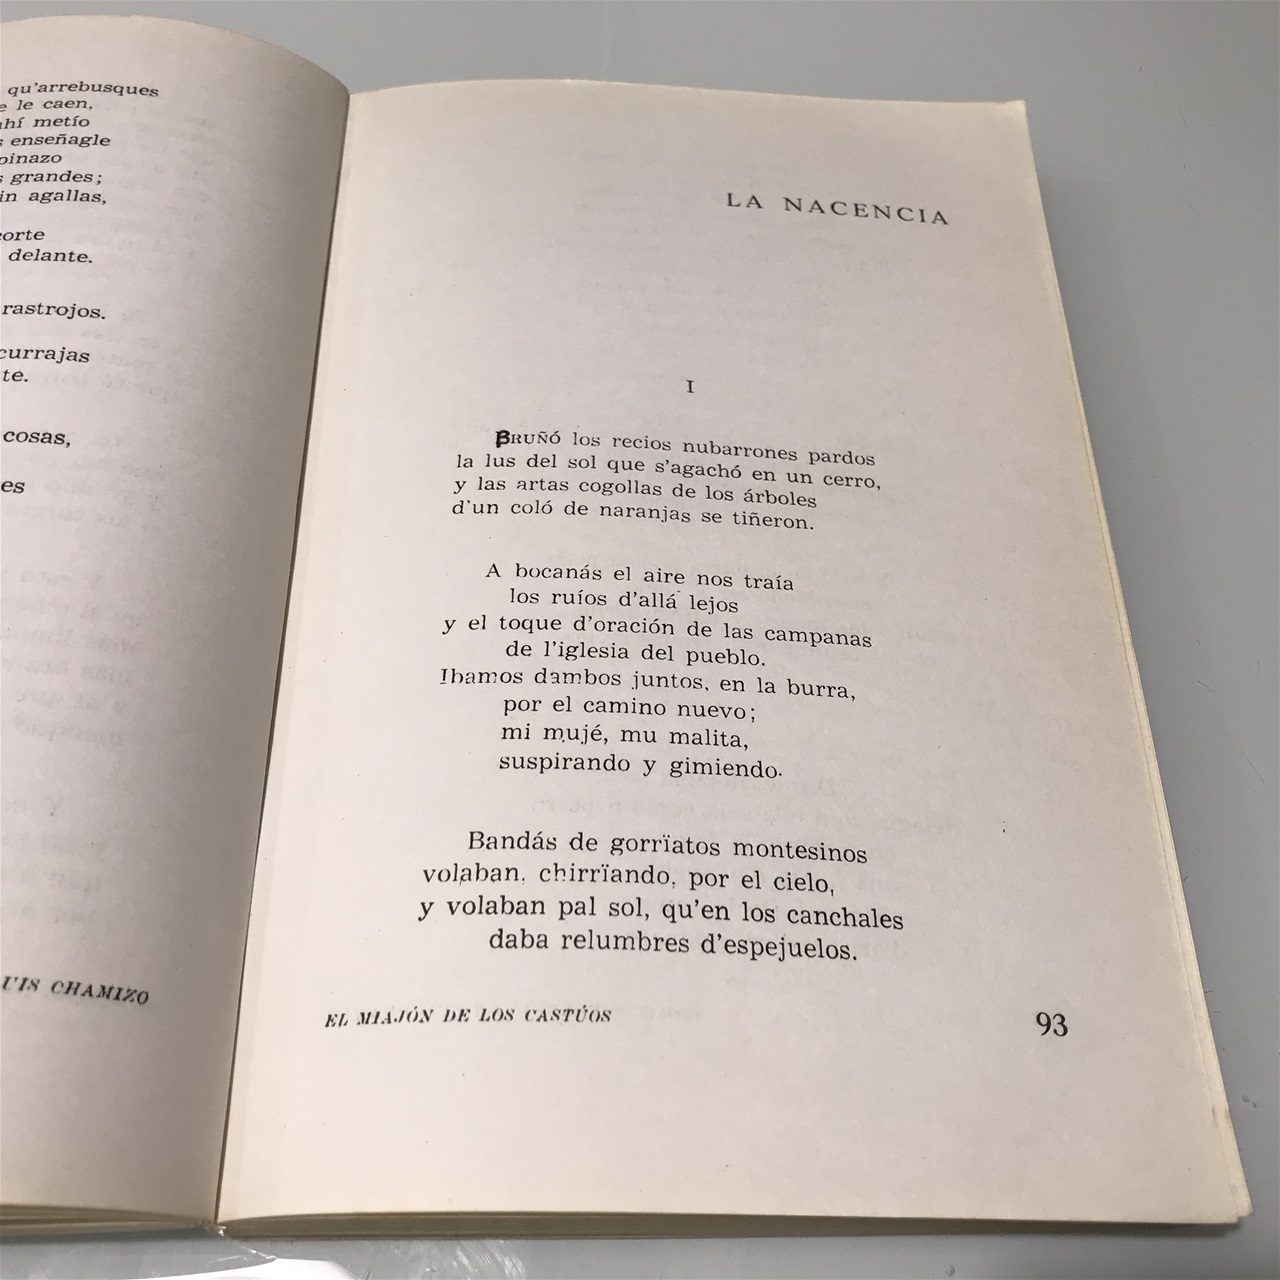 qu'arrebusques
le caen,
ahí metío
enseñagle
pinazo
grandes;
in agallas,
corte
delante.
rastrojos.
currajas
te.
cosas,
es
UIS CHAMIZO
LA NACENCIA
I
BRUÑÓ los recios nubarrones pardos
la lus del sol que s'agachó en un cerro,
y las artas cogollas de los árboles
d'un coló de naranjas se tiñeron.
A bocanás el aire nos traía
los ruíos d'allá lejos
y el toque d'oración de las campanas
de l'iglesia del pueblo.
Ibamos dambos juntos, en la burra,
por el camino nuevo;
mi mujé, mu malita,
suspirando y gimiendo.
Bandás de gorrïatos montesinos
volaban, chirrïando, por el cielo,
y volaban pal sol, qu'en los canchales
daba relumbres d'espejuelos.
EL MIAJÓN DE LOS CASTÚOS
93